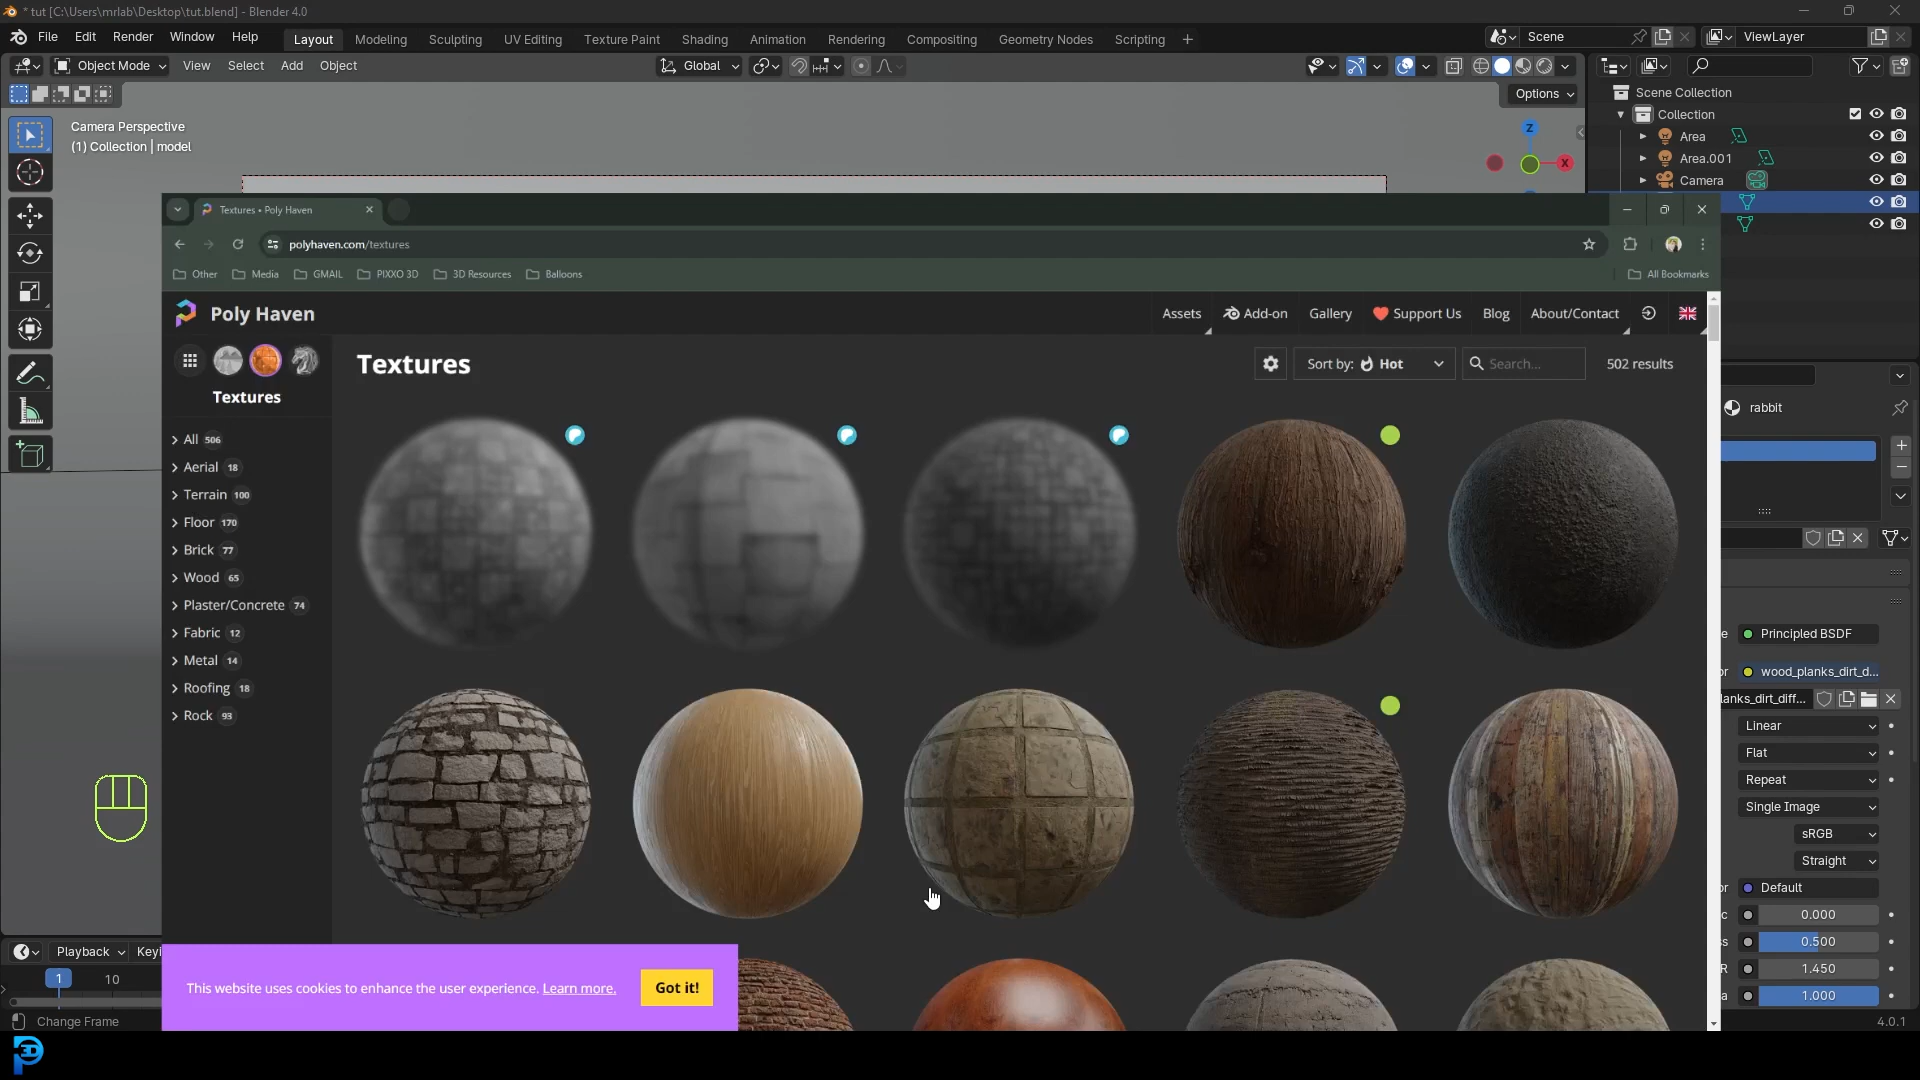 * tut [C:\Users\mrlab\Desktop\tut.blend] - Blender 4.0
File Edit Render Window Help
Layout Modeling Sculpting UV Editing Texture Paint Shading Animation Rendering Compositing Geometry Nodes Scripting +
Scene
ViewLayer
Object Mode View Select Add Object
Global
Options
Camera Perspective
(1) Collection | model
Z
X
Scene Collection
Collection
Area
Area.001
Camera
Textures • Poly Haven
polyhaven.com/textures
Other Media GMAIL PIXXO 3D 3D Resources Balloons
All Bookmarks
Poly Haven
Assets Add-on Gallery Support Us Blog About/Contact
Textures
Textures
Sort by: Hot
Search...
502 results
All 506
Aerial 18
Terrain 100
Floor 170
Brick 77
Wood 65
Plaster/Concrete 74
Fabric 12
Metal 14
Roofing 18
Rock 93
This website uses cookies to enhance the user experience. Learn more.
Got it!
rabbit
e Principled BSDF
or wood_planks_dirt_d...
lanks_dirt_diff...
Linear
Flat
Repeat
Single Image
sRGB
Straight
or Default
c 0.000
ss 0.500
R 1.450
a 1.000
Playback Keyi
1 10
Change Frame
4.0.1
3D